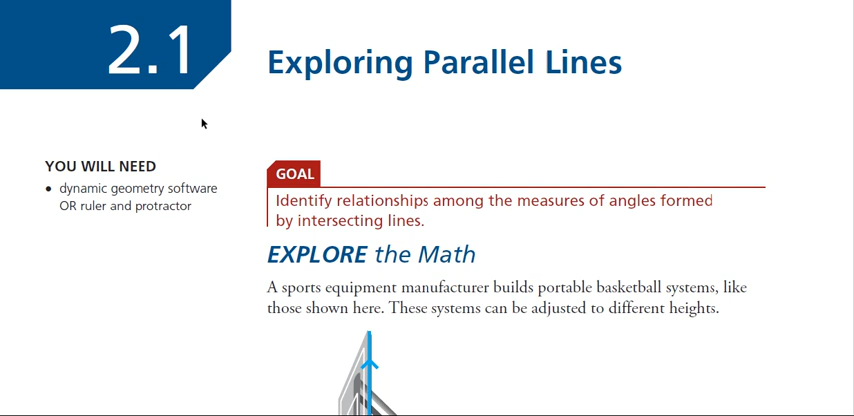 2.1
Exploring Parallel Lines
YOU WILL NEED
• dynamic geometry software
OR ruler and protractor
GOAL
Identify relationships among the measures of angles formed
by intersecting lines.
EXPLORE the Math
A sports equipment manufacturer builds portable basketball systems, like
those shown here. These systems can be adjusted to different heights.